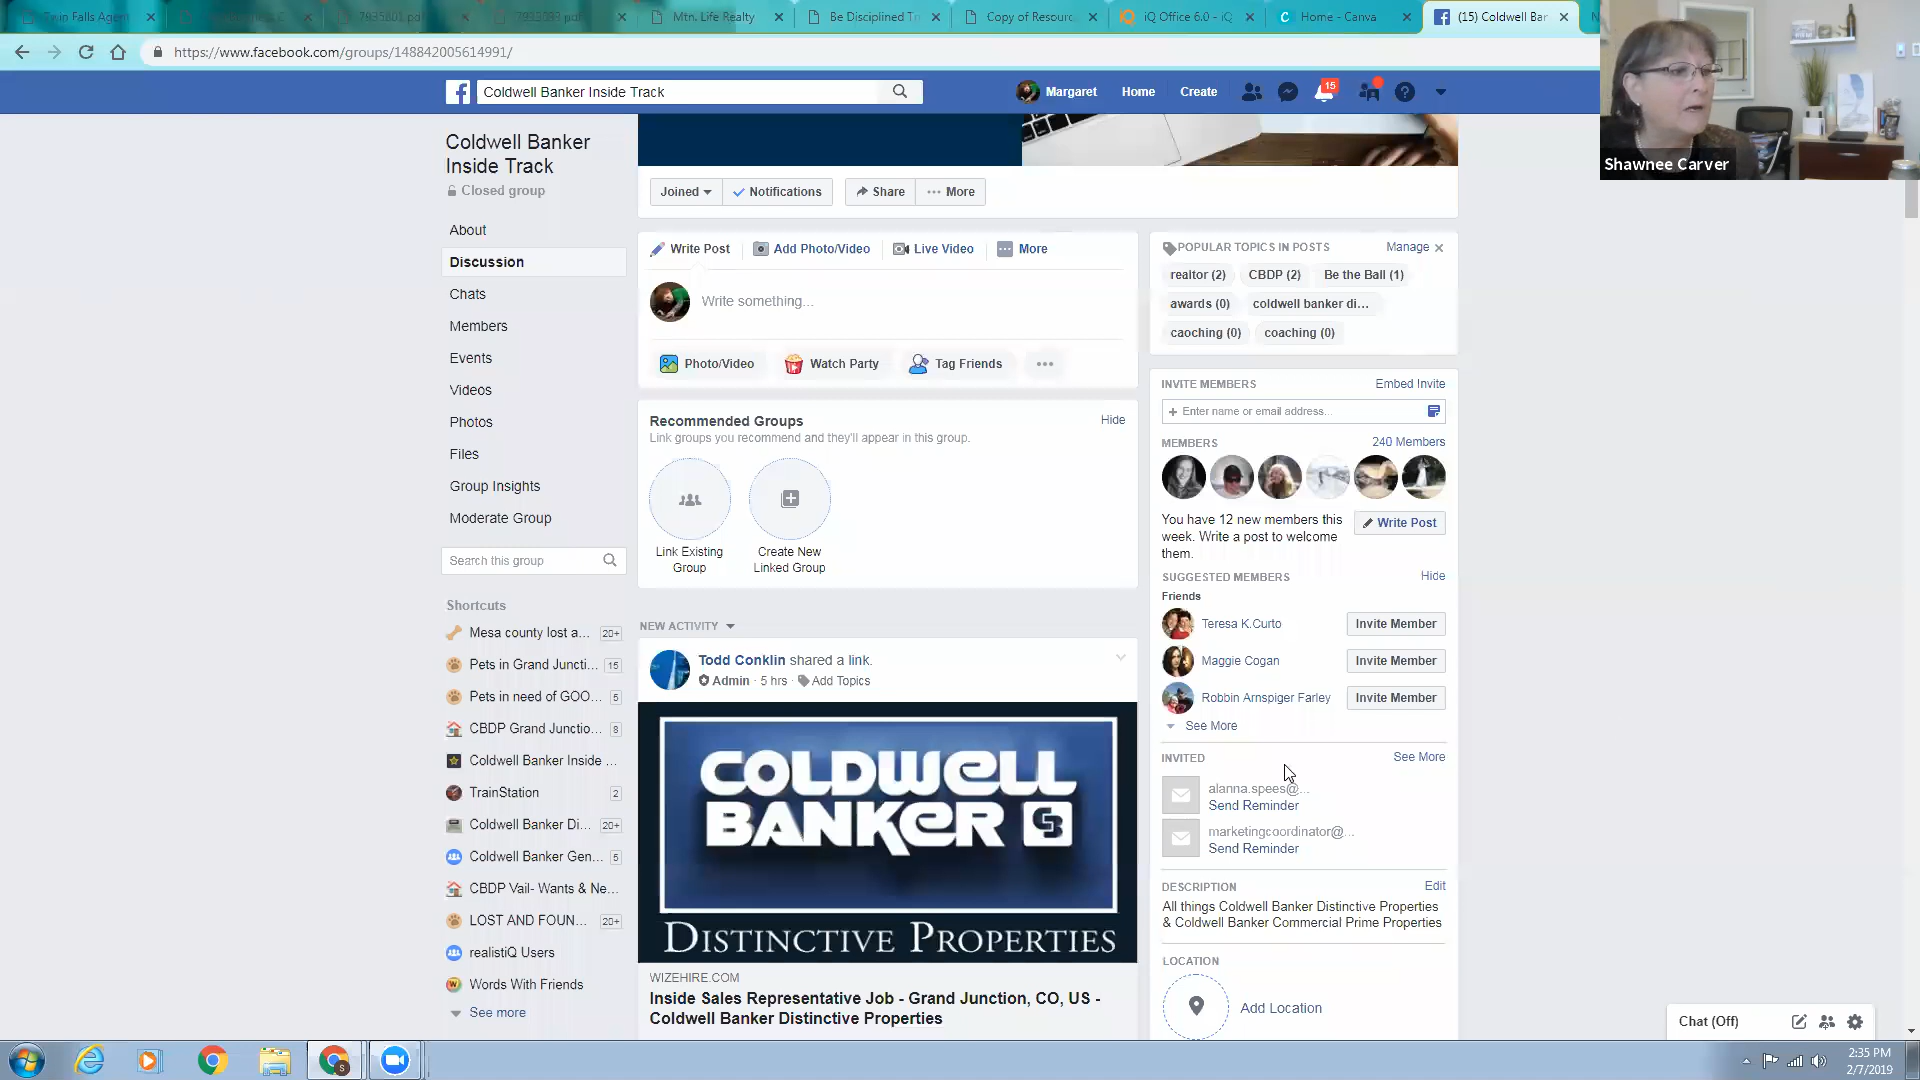 Twin Falls Agent
7935801.pdf
Mtn. Life Realty
Be Disciplined Tr
Copy of Resourc
iQ Office 6.0 - iQ
Home - Canva
(15) Coldwell Bar
https://www.facebook.com/groups/148842005614991/
Coldwell Banker Inside Track
Margaret
Home
Create
15
Shawnee Carver
Coldwell Banker
Inside Track
Closed group
About
Discussion
Chats
Members
Events
Videos
Photos
Files
Group Insights
Moderate Group
Search this group
Shortcuts
Mesa county lost a... 20+
Pets in Grand Juncti... 15
Pets in need of GOO... 5
CBDP Grand Junctio... 8
Coldwell Banker Inside ...
TrainStation 2
Coldwell Banker Di... 20+
Coldwell Banker Gen... 5
CBDP Vail- Wants & Ne...
LOST AND FOUN... 20+
realistiQ Users
Words With Friends
See more
Joined
Notifications
Share
More
Write Post
Add Photo/Video
Live Video
More
Write something...
Photo/Video
Watch Party
Tag Friends
Recommended Groups
Hide
Link groups you recommend and they'll appear in this group.
Link Existing
Group
Create New
Linked Group
NEW ACTIVITY
Todd Conklin shared a link.
Admin · 5 hrs · Add Topics
COLDWELL
BANKER CB
DISTINCTIVE PROPERTIES
WIZEHIRE.COM
Inside Sales Representative Job - Grand Junction, CO, US -
Coldwell Banker Distinctive Properties
POPULAR TOPICS IN POSTS
Manage
realtor (2)
CBDP (2)
Be the Ball (1)
awards (0)
coldwell banker di...
caoching (0)
coaching (0)
INVITE MEMBERS
Embed Invite
+ Enter name or email address...
MEMBERS
240 Members
You have 12 new members this
week. Write a post to welcome
them.
Write Post
SUGGESTED MEMBERS
Hide
Friends
Teresa K.Curto
Invite Member
Maggie Cogan
Invite Member
Robbin Arnspiger Farley
Invite Member
See More
INVITED
See More
alanna.spees@...
Send Reminder
marketingcoordinator@...
Send Reminder
DESCRIPTION
Edit
All things Coldwell Banker Distinctive Properties
& Coldwell Banker Commercial Prime Properties
LOCATION
Add Location
Chat (Off)
2:35 PM
2/7/2019